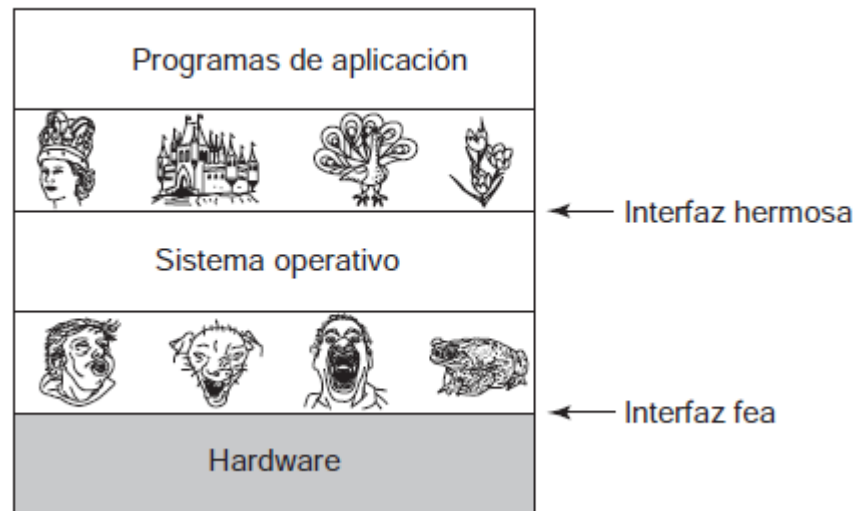 Programas de aplicación
Interfaz hermosa
Sistema operativo
Interfaz fea
Hardware